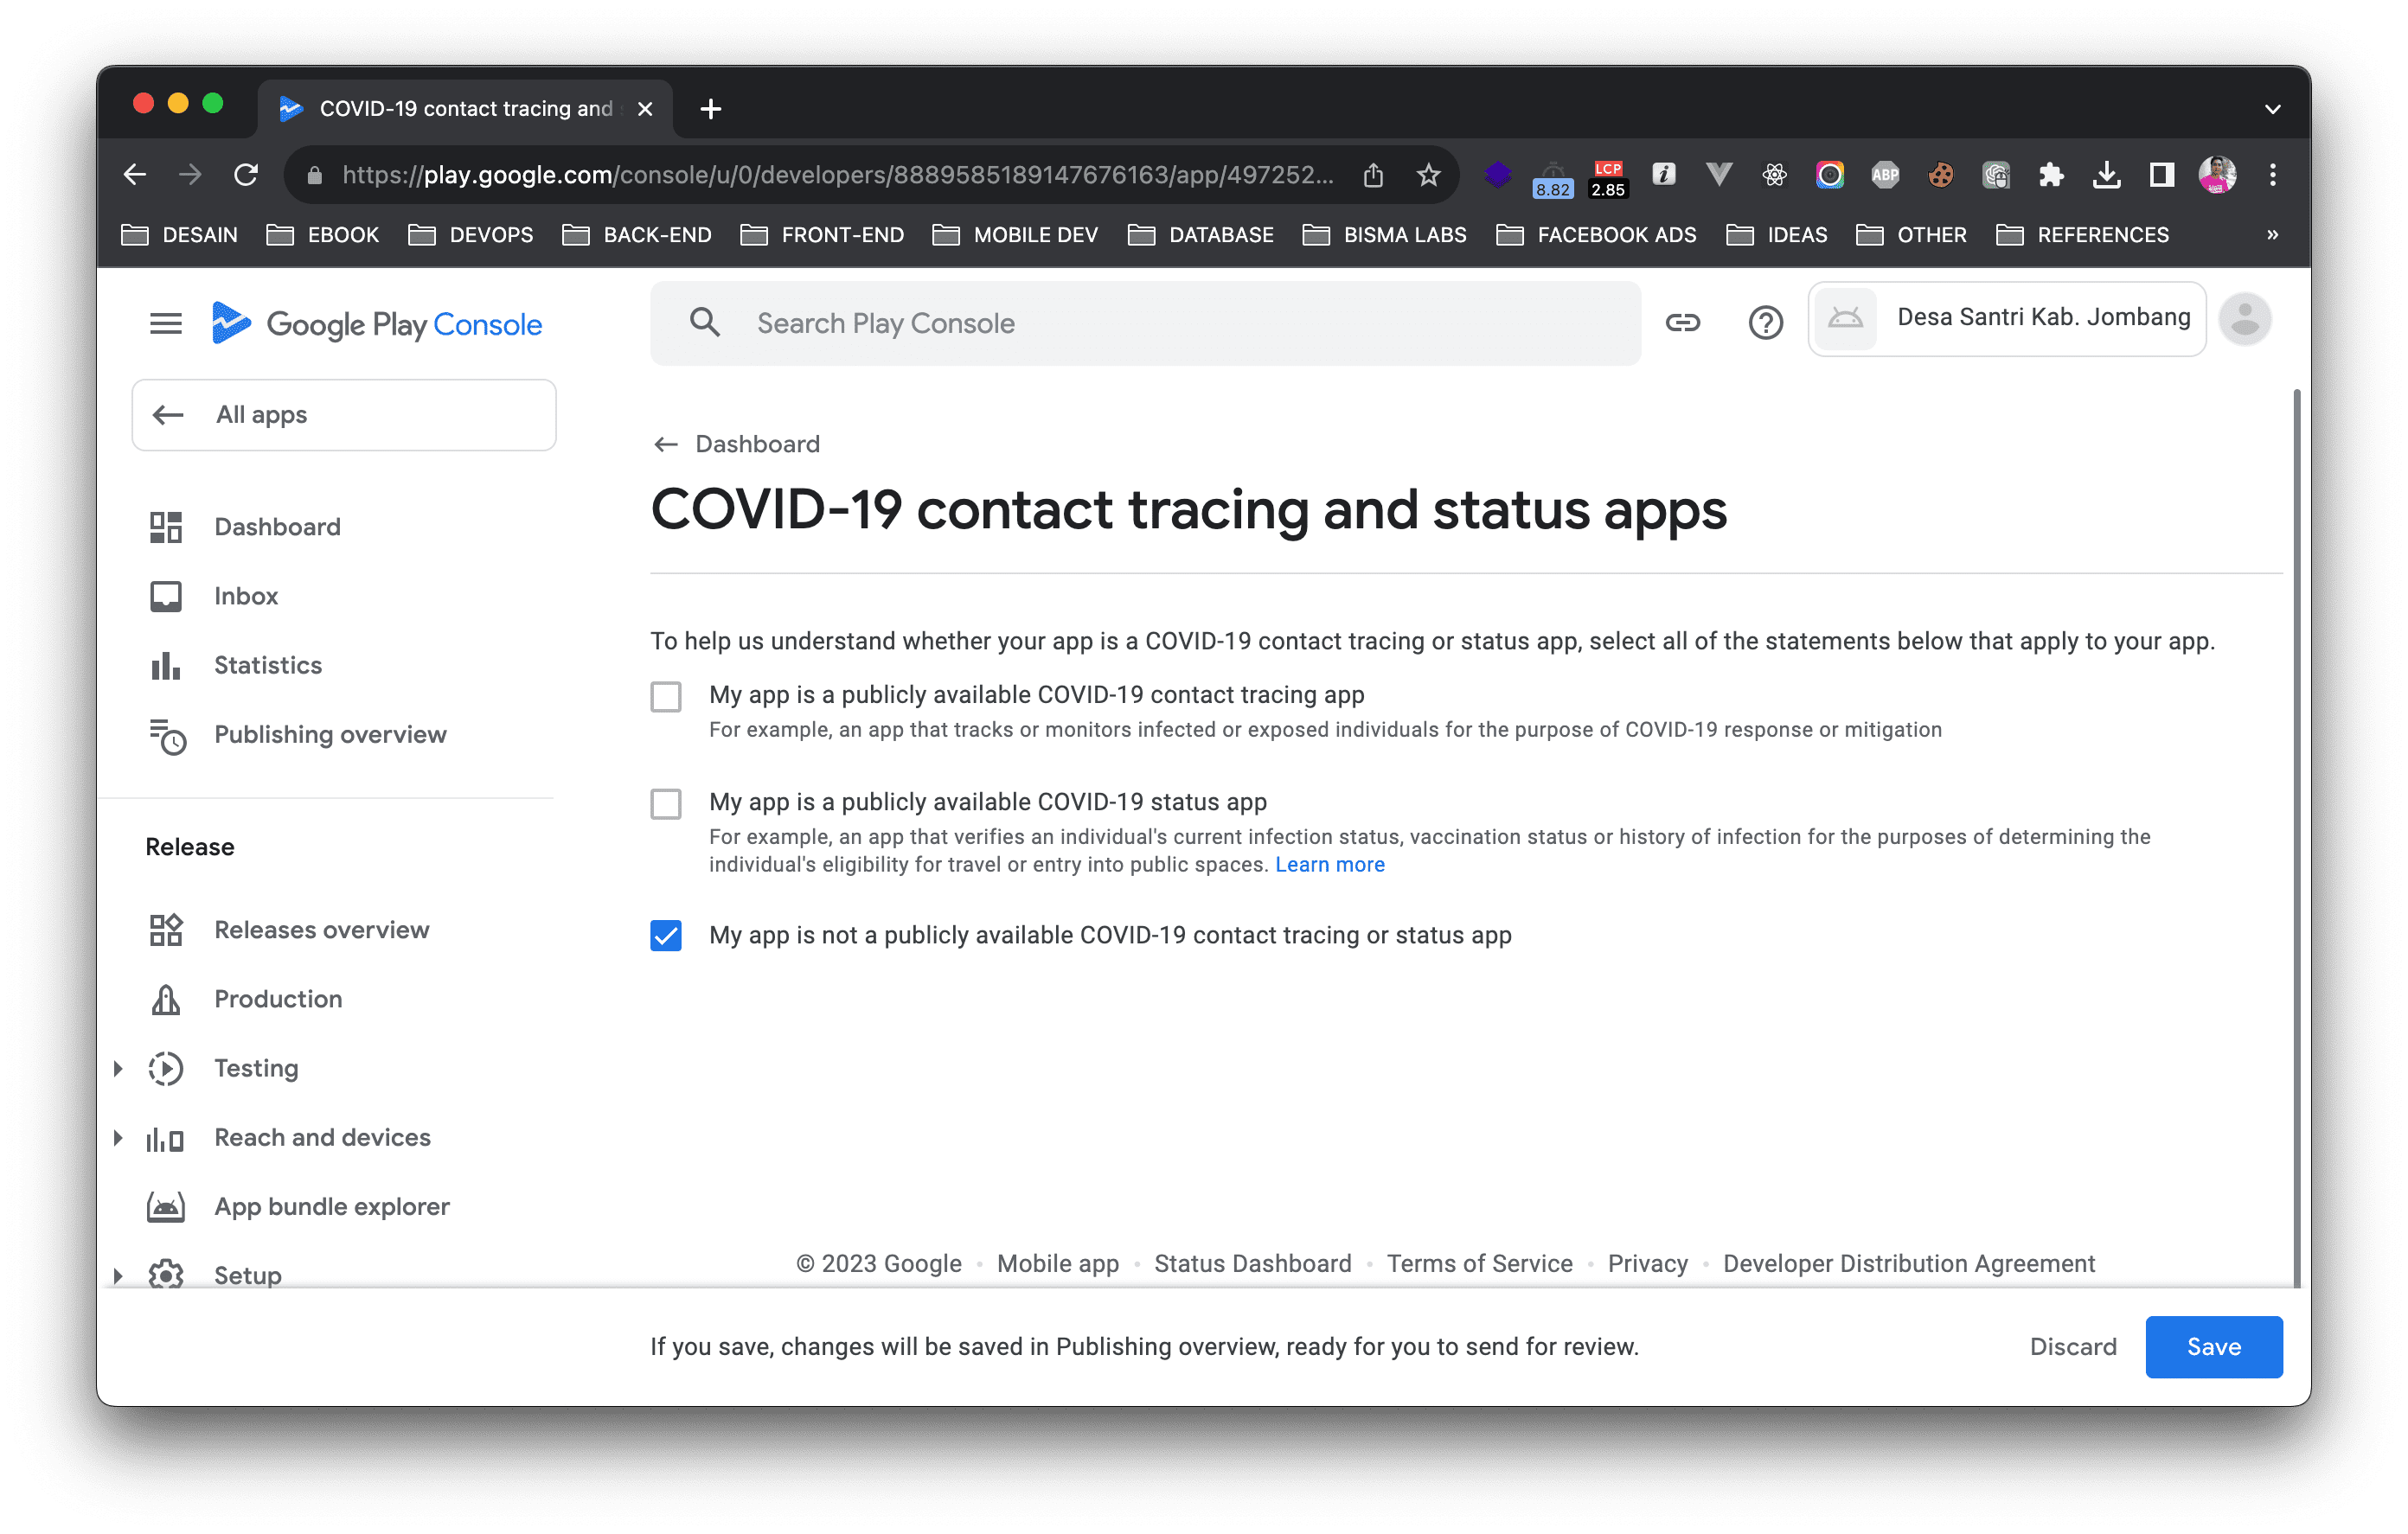 COVID-19 contact tracing and
https://play.google.com/console/u/0/developers/8889585189147676163/app/497252...
8.82
LCP
2.85
ABP
DESAIN
EBOOK
DEVOPS
BACK-END
FRONT-END
MOBILE DEV
DATABASE
BISMA LABS
FACEBOOK ADS
IDEAS
OTHER
REFERENCES
»
Google Play Console
Search Play Console
Desa Santri Kab. Jombang
All apps
Dashboard
Inbox
Statistics
Publishing overview
Release
Releases overview
Production
Testing
Reach and devices
App bundle explorer
Setup
Dashboard
COVID-19 contact tracing and status apps
To help us understand whether your app is a COVID-19 contact tracing or status app, select all of the statements below that apply to your app.
My app is a publicly available COVID-19 contact tracing app
For example, an app that tracks or monitors infected or exposed individuals for the purpose of COVID-19 response or mitigation
My app is a publicly available COVID-19 status app
For example, an app that verifies an individual's current infection status, vaccination status or history of infection for the purposes of determining the
individual's eligibility for travel or entry into public spaces. Learn more
My app is not a publicly available COVID-19 contact tracing or status app
© 2023 Google • Mobile app • Status Dashboard • Terms of Service • Privacy • Developer Distribution Agreement
If you save, changes will be saved in Publishing overview, ready for you to send for review.
Discard
Save